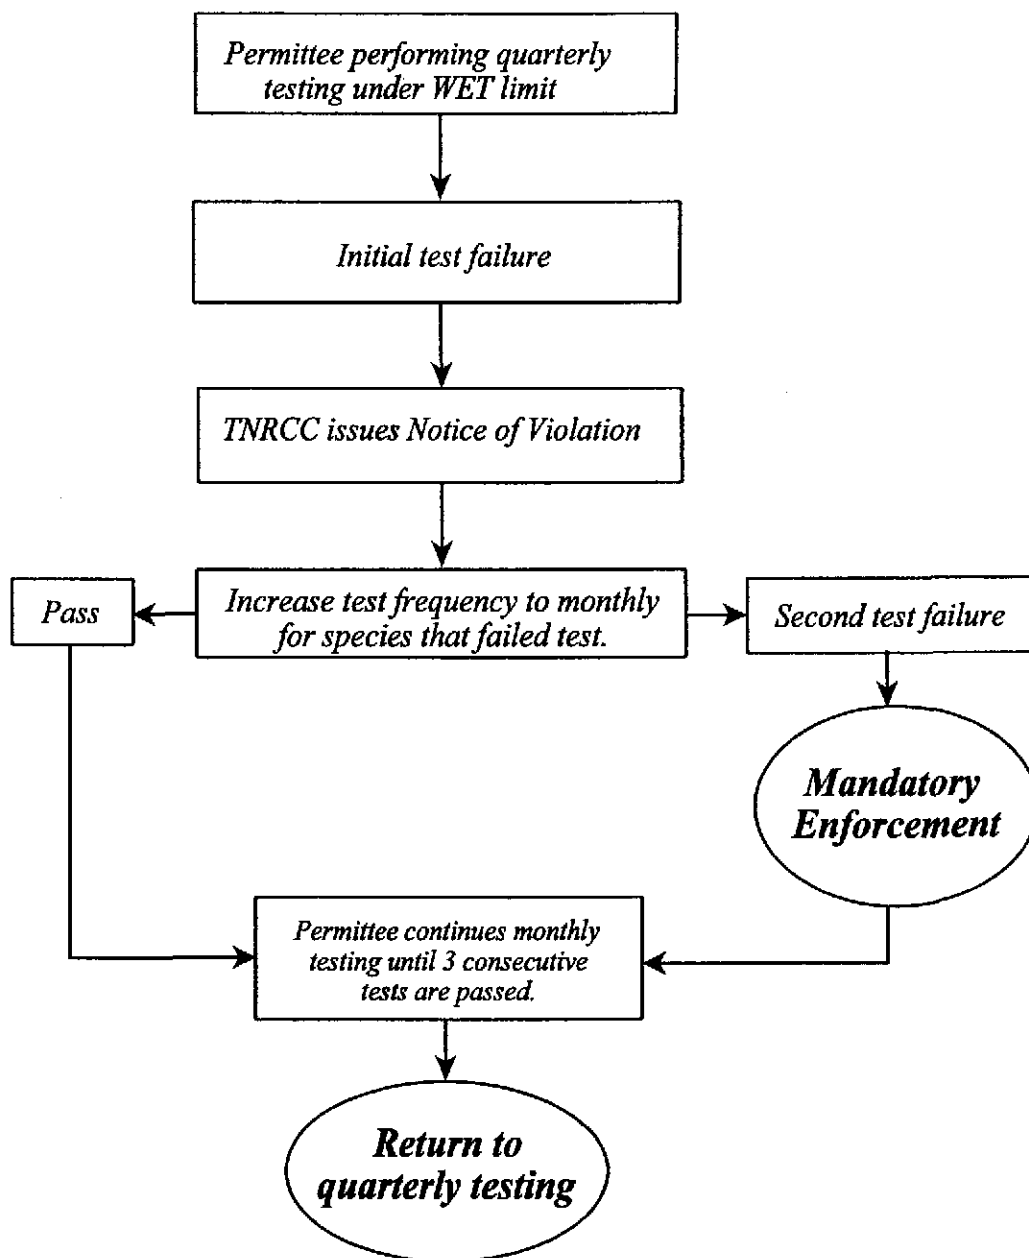 Permittee performing quarterly
testing under WET limit
Initial test failure
TNRCC issues Notice of Violation
Pass
Increase test frequency to monthly
for species that failed test.
Second test failure
Mandatory
Enforcement
Permittee continues monthly
testing until 3 consecutive
tests are passed.
Return to
quarterly testing